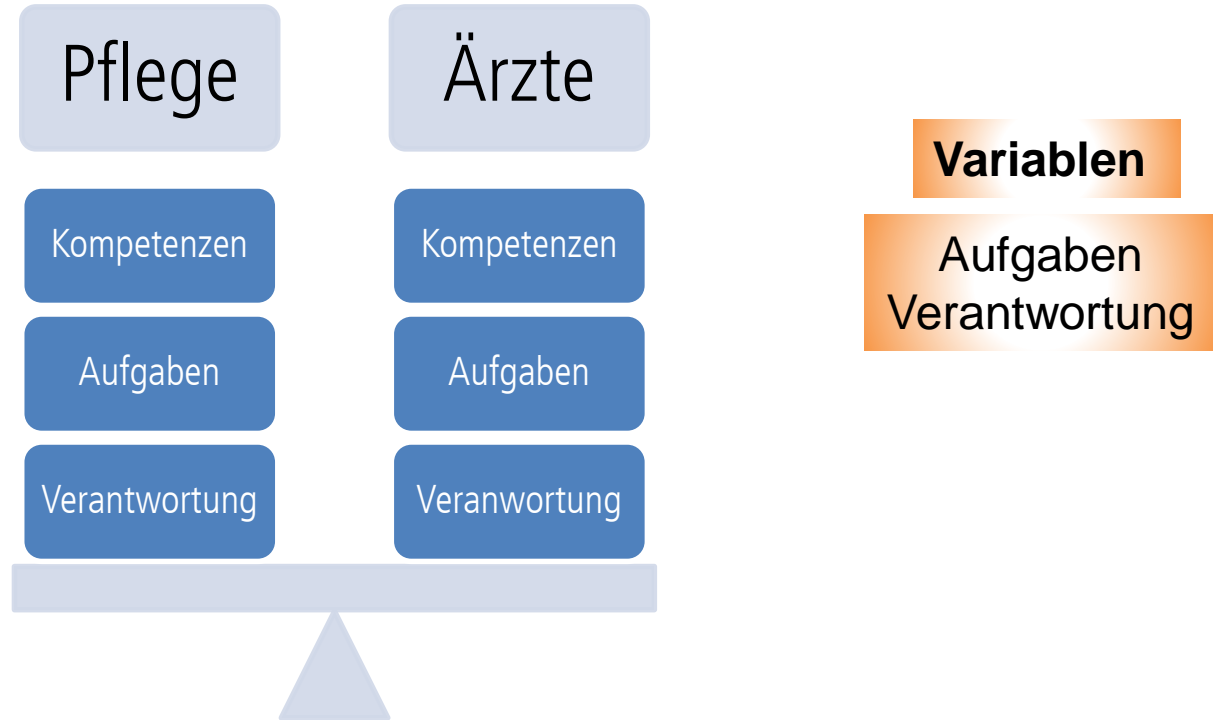 Pflege
Ärzte
Kompetenzen
Kompetenzen
Aufgaben
Aufgaben
Verantwortung
Veranwortung
Variablen
Aufgaben
Verantwortung